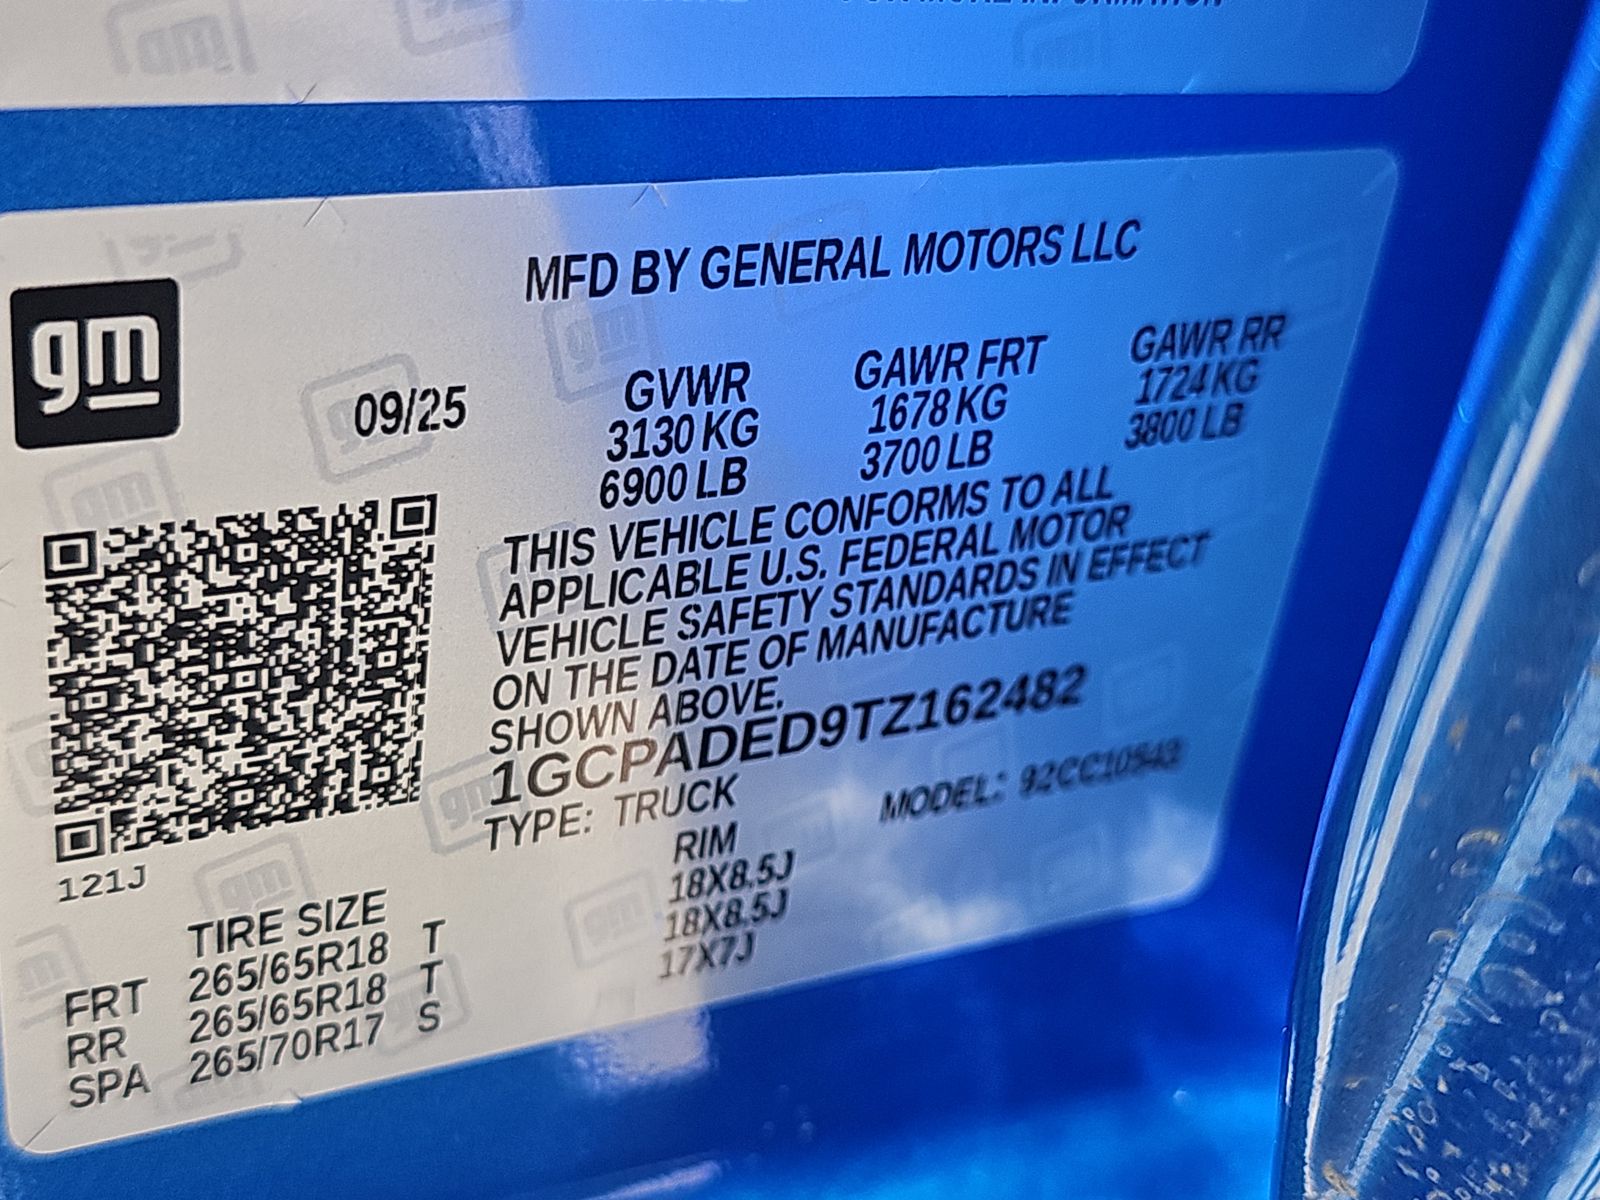 FOR MORE INFORMATION
MFD BY GENERAL MOTORS LLC
gm
09/25
GVWR GAWR FRT GAWR RR
3130 KG 1678 KG 1724 KG
6900 LB 3700 LB 3800 LB
THIS VEHICLE CONFORMS TO ALL
APPLICABLE U.S. FEDERAL MOTOR
VEHICLE SAFETY STANDARDS IN EFFECT
ON THE DATE OF MANUFACTURE
SHOWN ABOVE.
1GCPADED9TZ162482
TYPE: TRUCK MODEL: 92CC10543
121J
TIRE SIZE RIM
FRT 265/65R18 T 18X8.5J
RR 265/65R18 T 18X8.5J
SPA 265/70R17 S 17X7J